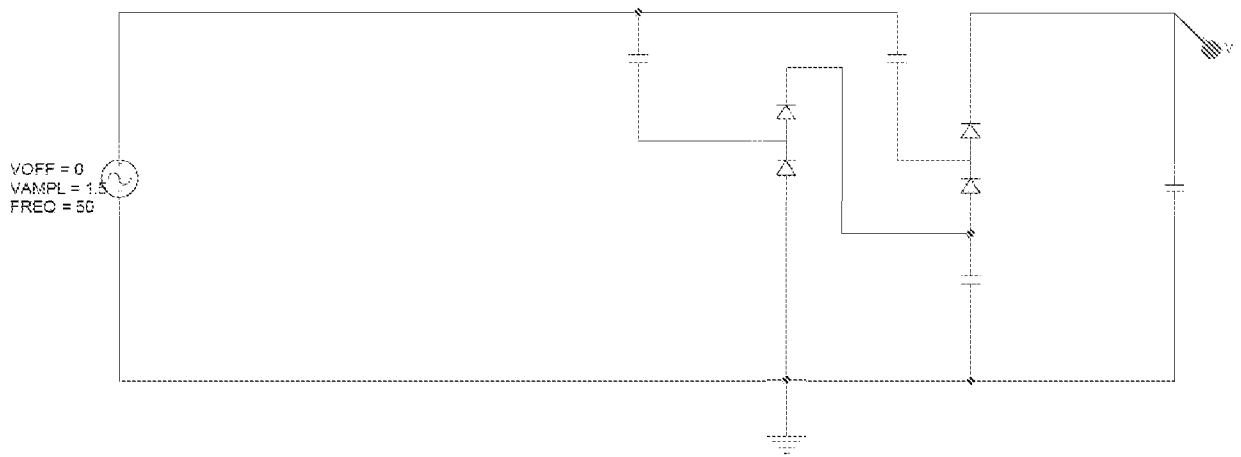 VOFF = 0
VAMPL = 1.5
FREQ = 50
V